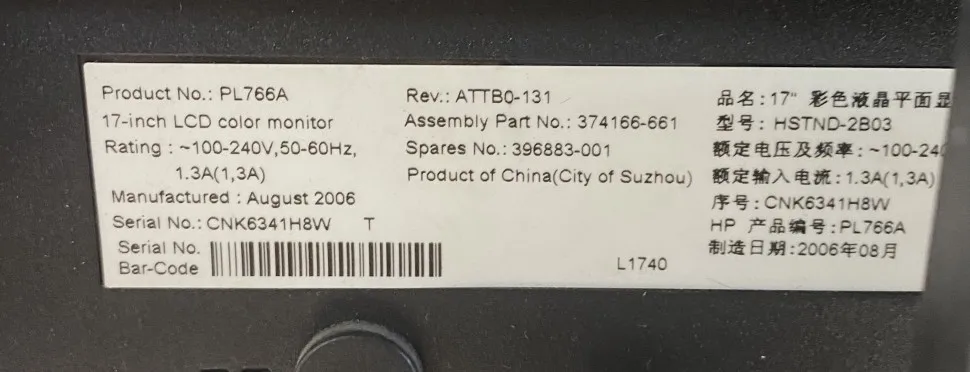 Product No.: PL766A
17-inch LCD color monitor
Rating : ~100-240V,50-60Hz,
1.3A(1,3A)
Manufactured : August 2006
Serial No.: CNK6341H8W T
Serial No.
Bar-Code
Rev.: ATTB0-131
Assembly Part No.: 374166-661
Spares No.: 396883-001
Product of China(City of Suzhou)
L1740
品名:17" 彩色液晶平面显
型号: HSTND-2B03
额定电压及频率:~100-240
额定输入电流:1.3A(1,3A)
序号:CNK6341H8W
HP 产品编号:PL766A
制造日期:2006年08月